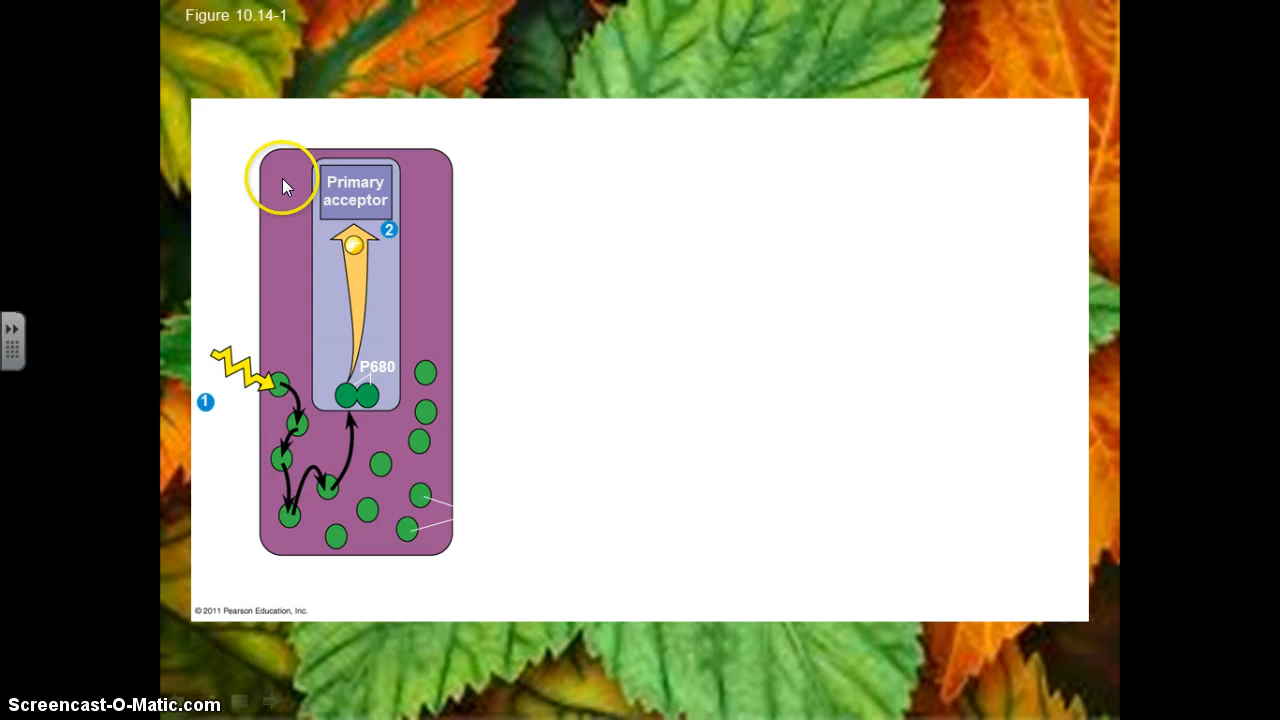 Figure 10.14-1
Primary
acceptor
2
e-
P680
1
© 2011 Pearson Education, Inc.
Screencast-O-Matic.com